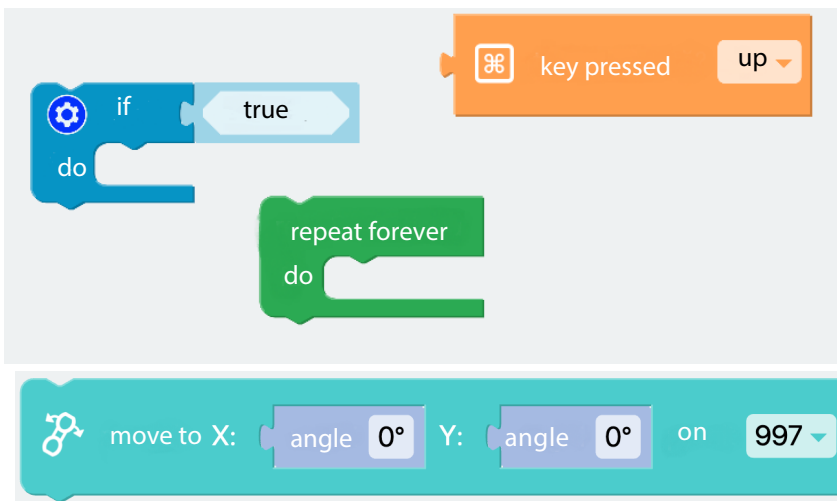 key pressed up
if true
do
repeat forever
do
move to X: angle 0° Y: angle 0° on 997